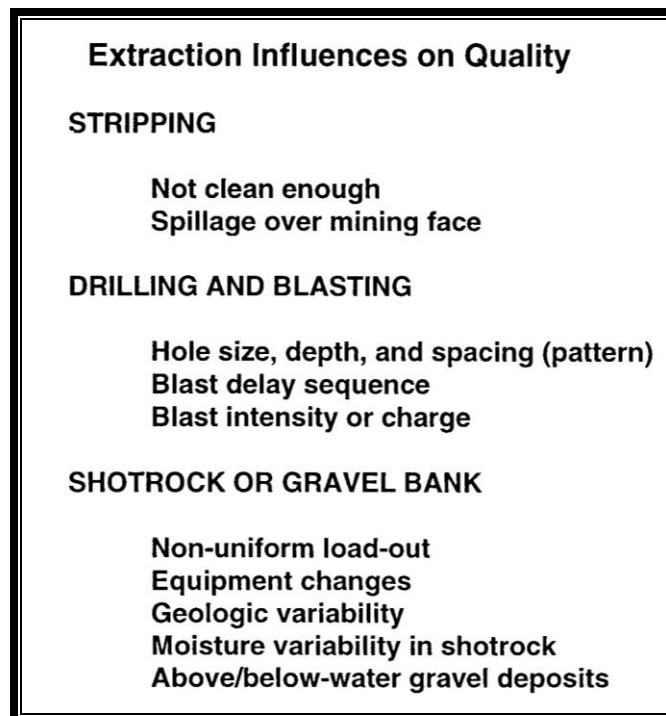 Extraction Influences on Quality
STRIPPING
Not clean enough
Spillage over mining face
DRILLING AND BLASTING
Hole size, depth, and spacing (pattern)
Blast delay sequence
Blast intensity or charge
SHOTROCK OR GRAVEL BANK
Non-uniform load-out
Equipment changes
Geologic variability
Moisture variability in shotrock
Above/below-water gravel deposits